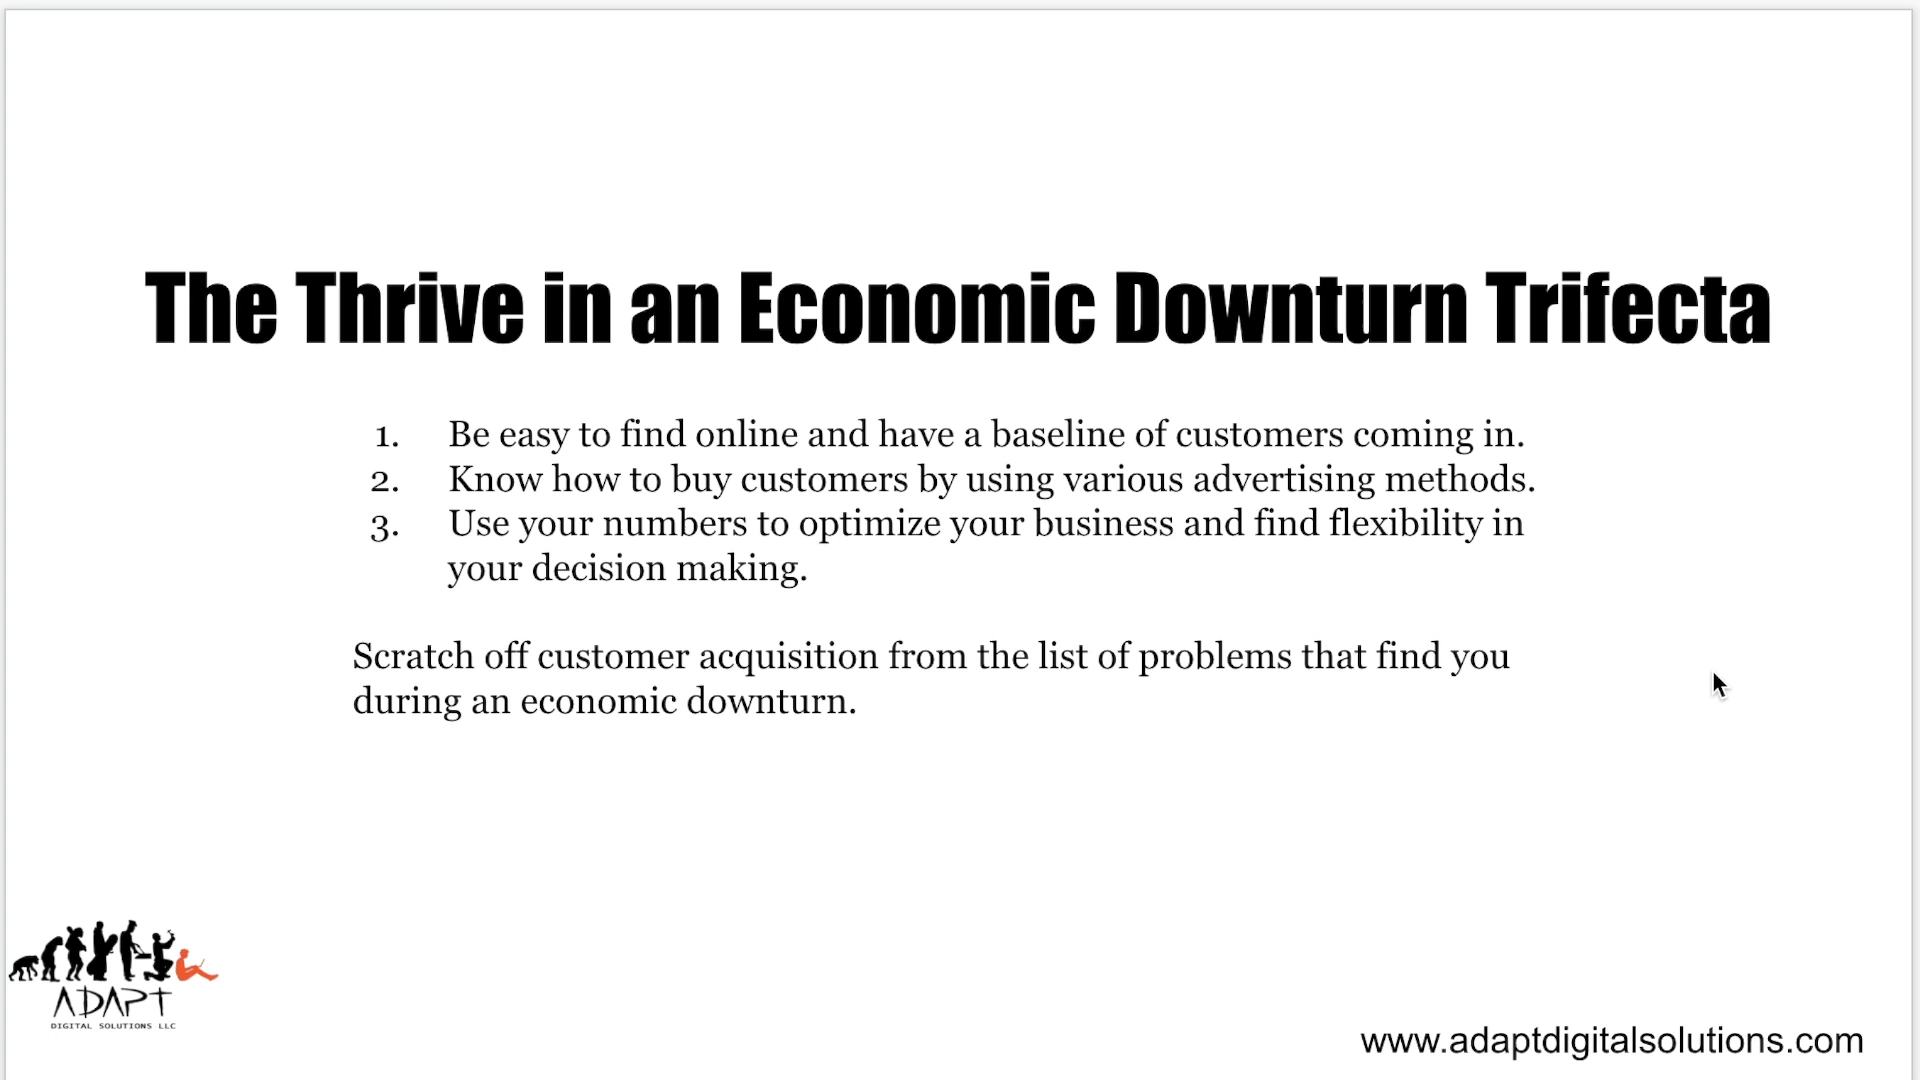 The Thrive in an Economic Downturn Trifecta
1. Be easy to find online and have a baseline of customers coming in.
2. Know how to buy customers by using various advertising methods.
3. Use your numbers to optimize your business and find flexibility in
your decision making.
Scratch off customer acquisition from the list of problems that find you
during an economic downturn.
ADAPT
DIGITAL SOLUTIONS LLC
www.adaptdigitalsolutions.com